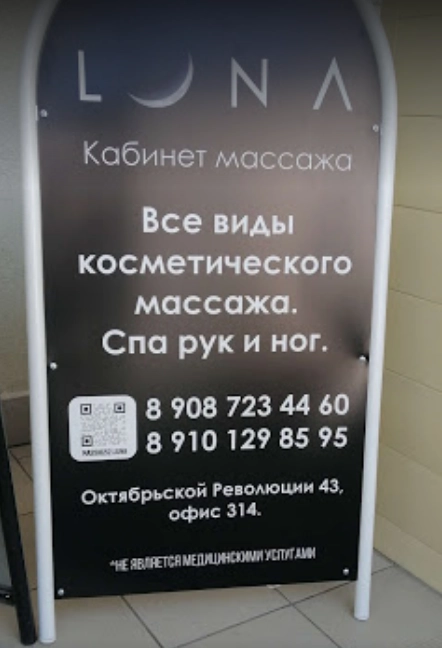 LUNA
Кабинет массажа
Все виды
косметического
массажа.
Спа рук и ног.
8 908 723 44 60
8 910 129 85 95
Октябрьской Революции 43,
офис 314.
*НЕ ЯВЛЯЕТСЯ МЕДИЦИНСКИМИ УСЛУГАМИ